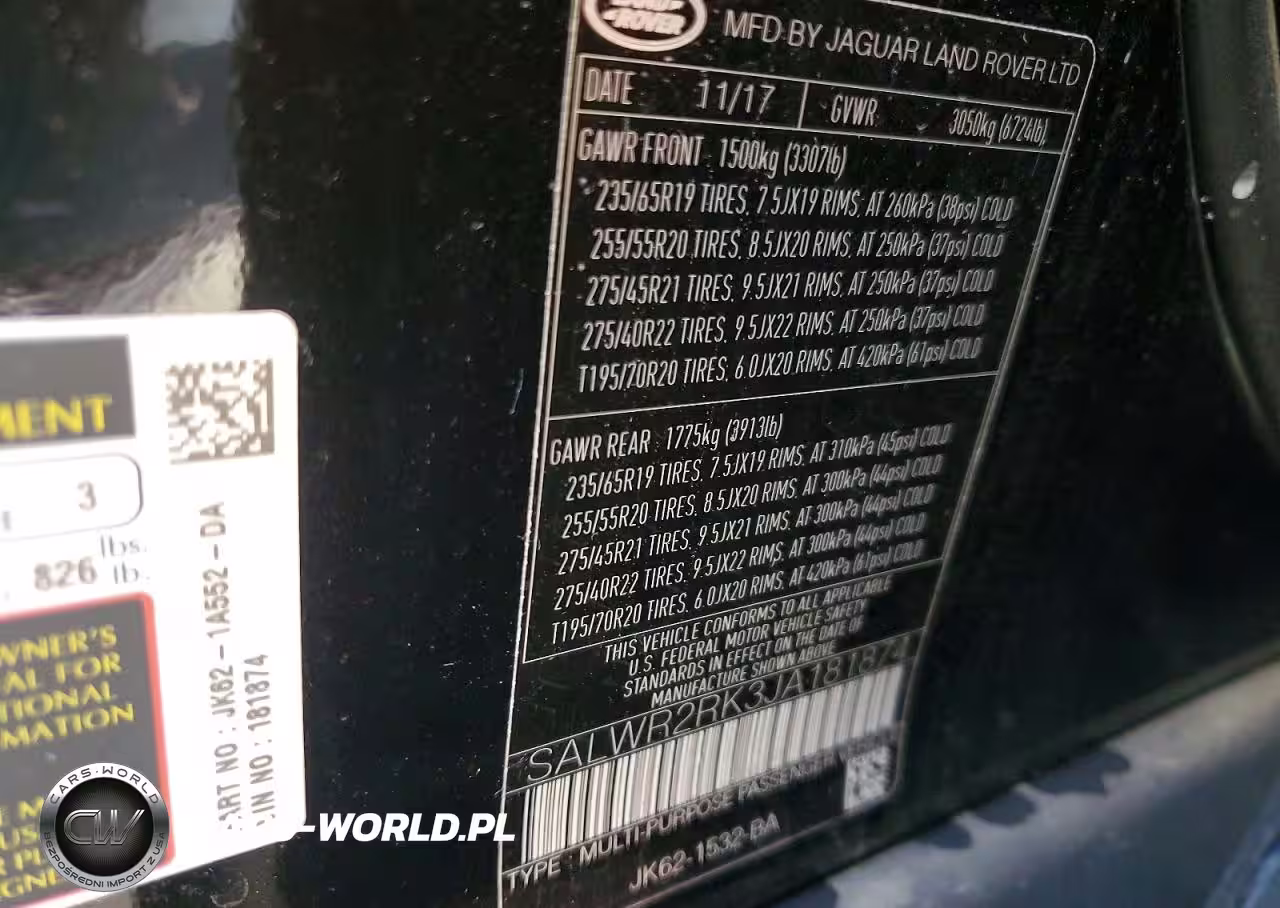 ROVER
MFD BY JAGUAR LAND ROVER LTD
DATE 11/17 GVWR 3050kg (6724lb)
GAWR FRONT 1500kg (3307lb)
235/65R19 TIRES, 7.5JX19 RIMS, AT 260kPa (38psi) COLD
255/55R20 TIRES, 8.5JX20 RIMS, AT 250kPa (37psi) COLD
275/45R21 TIRES, 9.5JX21 RIMS, AT 250kPa (37psi) COLD
275/40R22 TIRES, 9.5JX22 RIMS, AT 250kPa (37psi) COLD
T195/70R20 TIRES, 6.0JX20 RIMS, AT 420kPa (61psi) COLD
GAWR REAR : 1775kg (3913lb)
235/65R19 TIRES, 7.5JX19 RIMS, AT 310kPa (45psi) COLD
255/55R20 TIRES, 8.5JX20 RIMS, AT 300kPa (44psi) COLD
275/45R21 TIRES, 9.5JX21 RIMS, AT 300kPa (44psi) COLD
275/40R22 TIRES, 9.5JX22 RIMS, AT 300kPa (44psi) COLD
T195/70R20 TIRES, 6.0JX20 RIMS, AT 420kPa (61psi) COLD
THIS VEHICLE CONFORMS TO ALL APPLICABLE
U.S. FEDERAL MOTOR VEHICLE SAFETY
STANDARDS IN EFFECT ON THE DATE OF
MANUFACTURE SHOWN ABOVE
SALWR2RK3JA181874
TYPE : MULTI-PURPOSE PASSENGER
JK62-1532-BA
MENT
3
lbs.
826 lb.
WNER'S
AL FOR
TIONAL
MATION
ART NO : JK62-1A552-DA
IN NO : 181874
CARS-WORLD
CW
BEZPOŚREDNI IMPORT Z USA
-WORLD.PL